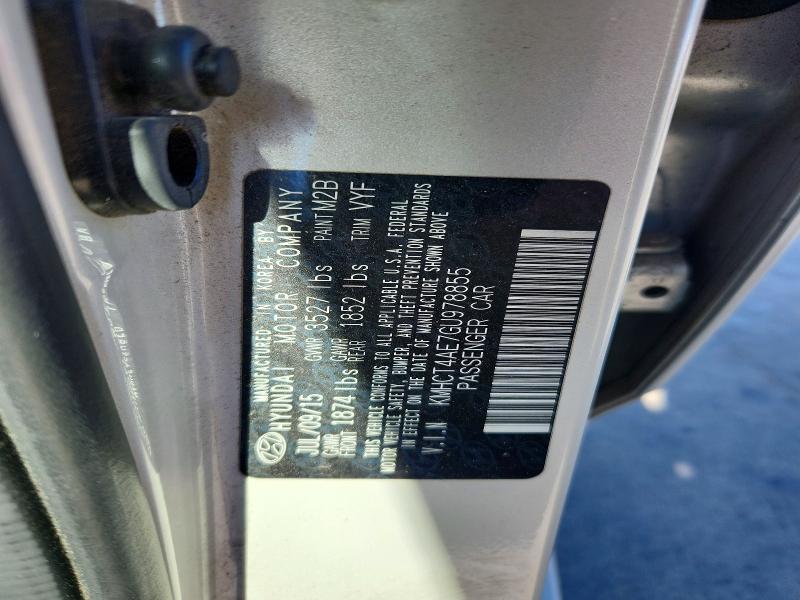 MANUFACTURED IN KOREA BY
HYUNDAI MOTOR COMPANY
JUL/09/15 GVWR 3527 lbs PAINT M2B
GAWR FRONT 1874 lbs GAWR REAR 1852 lbs TRIM VYF
THIS VEHICLE CONFORMS TO ALL APPLICABLE U.S.A. FEDERAL
MOTOR VEHICLE SAFETY, BUMPER, AND THEFT PREVENTION STANDARDS
IN EFFECT ON THE DATE OF MANUFACTURE SHOWN ABOVE
V.I.N KMHCT4AE7GU978855
PASSENGER CAR